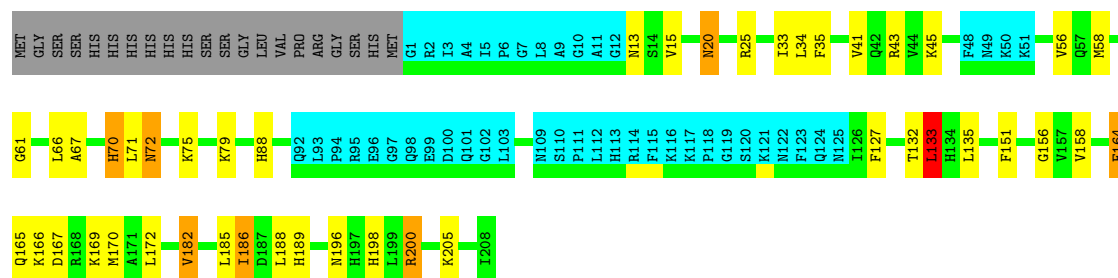 MET GLY SER SER HIS HIS HIS HIS HIS HIS SER SER GLY LEU VAL PRO ARG GLY SER HIS MET G1 R2 I3 A4 I5 P6 G7 L8 A9 G10 A11 G12 N13 S14 V15 N20 R25 I33 L34 F35 V41 Q42 R43 V44 K45 F48 N49 K50 K51 V56 Q57 M58
G61 L66 A67 H70 L71 N72 K75 K79 H88 Q92 L93 P94 R95 E96 G97 Q98 E99 D100 Q101 G102 L103 N109 S110 P111 L112 H113 R114 F115 K116 K117 P118 G119 S120 K121 N122 F123 Q124 N125 I126 F127 T132 L133 H134 L135 F151 G156 V157 V158
Q165 K166 D167 R168 K169 M170 A171 L172 V182 L185 I186 D187 L188 H189 N196 H197 H198 L199 R200 K205 I208